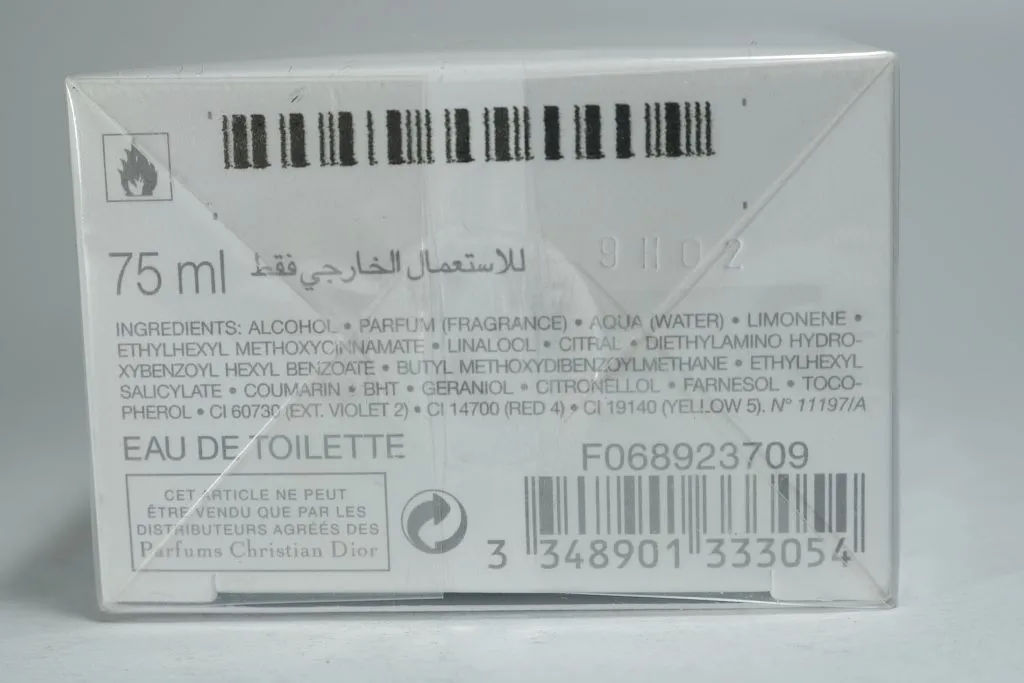 75 ml للاستعمال الخارجي فقط 9H02
INGREDIENTS: ALCOHOL • PARFUM (FRAGRANCE) • AQUA (WATER) • LIMONENE •
ETHYLHEXYL METHOXYCINNAMATE • LINALOOL • CITRAL • DIETHYLAMINO HYDRO-
XYBENZOYL HEXYL BENZOATE • BUTYL METHOXYDIBENZOYLMETHANE • ETHYLHEXYL
SALICYLATE • COUMARIN • BHT • GERANIOL • CITRONELLOL • FARNESOL • TOCO-
PHEROL • CI 60730 (EXT. VIOLET 2) • CI 14700 (RED 4) • CI 19140 (YELLOW 5). N° 11197/A
EAU DE TOILETTE
CET ARTICLE NE PEUT
ÊTRE VENDU QUE PAR LES
DISTRIBUTEURS AGRÉÉS DES
Parfums Christian Dior
F068923709
3 348901 333054